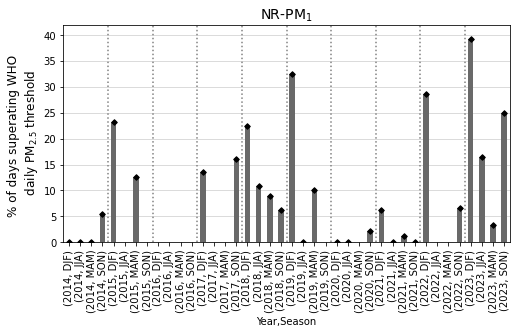 NR-PM₁
% of days superating WHO
daily PM₂.₅ threshold
40
35
30
25
20
15
10
5
0
(2014, DJF)
(2014, JJA)
(2014, MAM)
(2014, SON)
(2015, DJF)
(2015, JJA)
(2015, MAM)
(2015, SON)
(2016, DJF)
(2016, JJA)
(2016, MAM)
(2016, SON)
(2017, DJF)
(2017, JJA)
(2017, MAM)
(2017, SON)
(2018, DJF)
(2018, JJA)
(2018, MAM)
(2018, SON)
(2019, DJF)
(2019, JJA)
(2019, MAM)
(2019, SON)
(2020, DJF)
(2020, JJA)
(2020, MAM)
(2020, SON)
(2021, DJF)
(2021, JJA)
(2021, MAM)
(2021, SON)
(2022, DJF)
(2022, JJA)
(2022, MAM)
(2022, SON)
(2023, DJF)
(2023, JJA)
(2023, MAM)
(2023, SON)
Year,Season